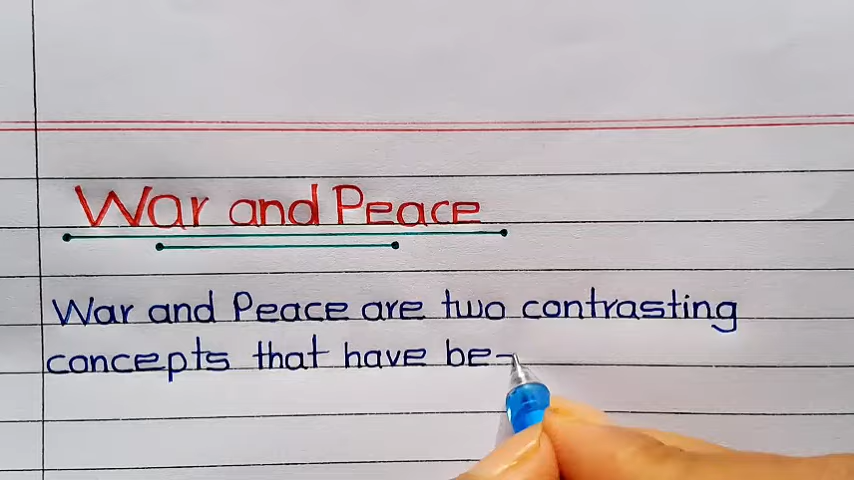 War and Peace
War and Peace are two contrasting
concepts that have be